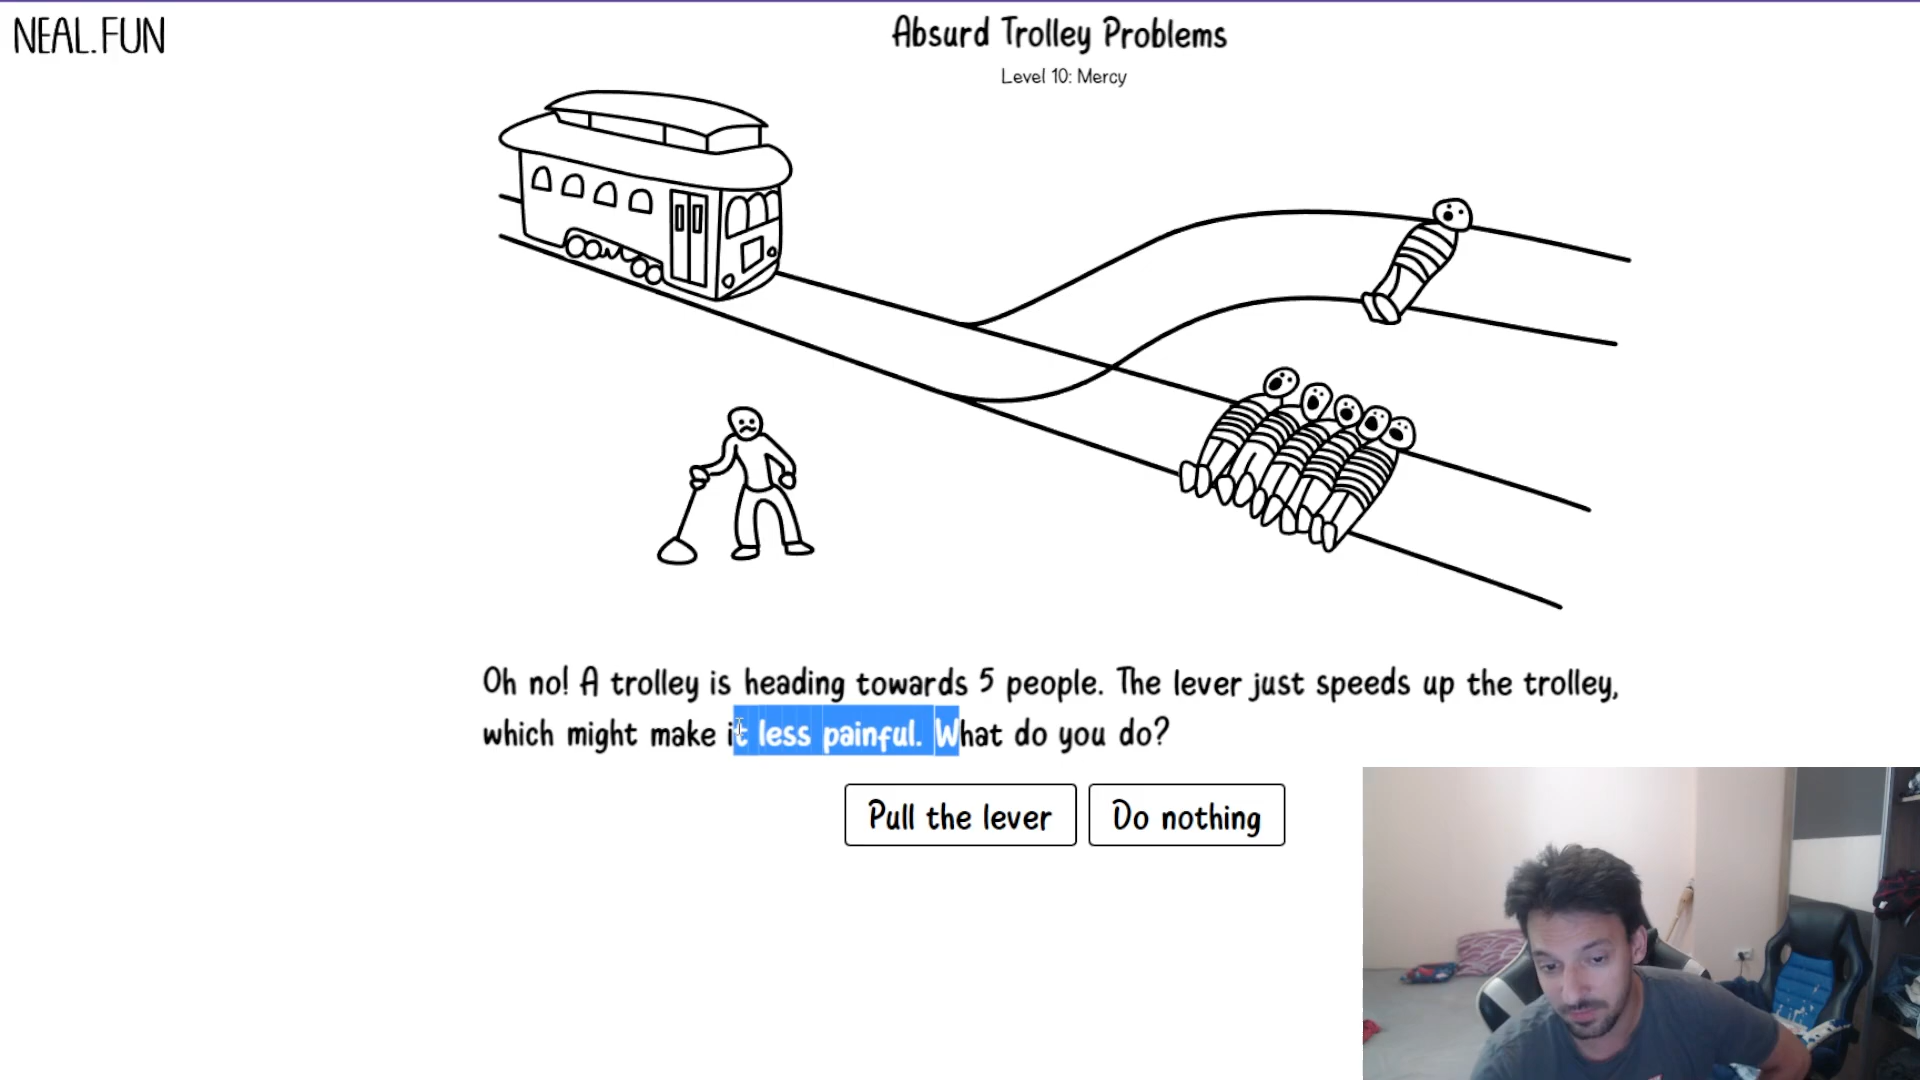 NEAL.FUN
Absurd Trolley Problems
Level 10: Mercy
Oh no! A trolley is heading towards 5 people. The lever just speeds up the trolley,
which might make it less painful. What do you do?
Pull the lever
Do nothing